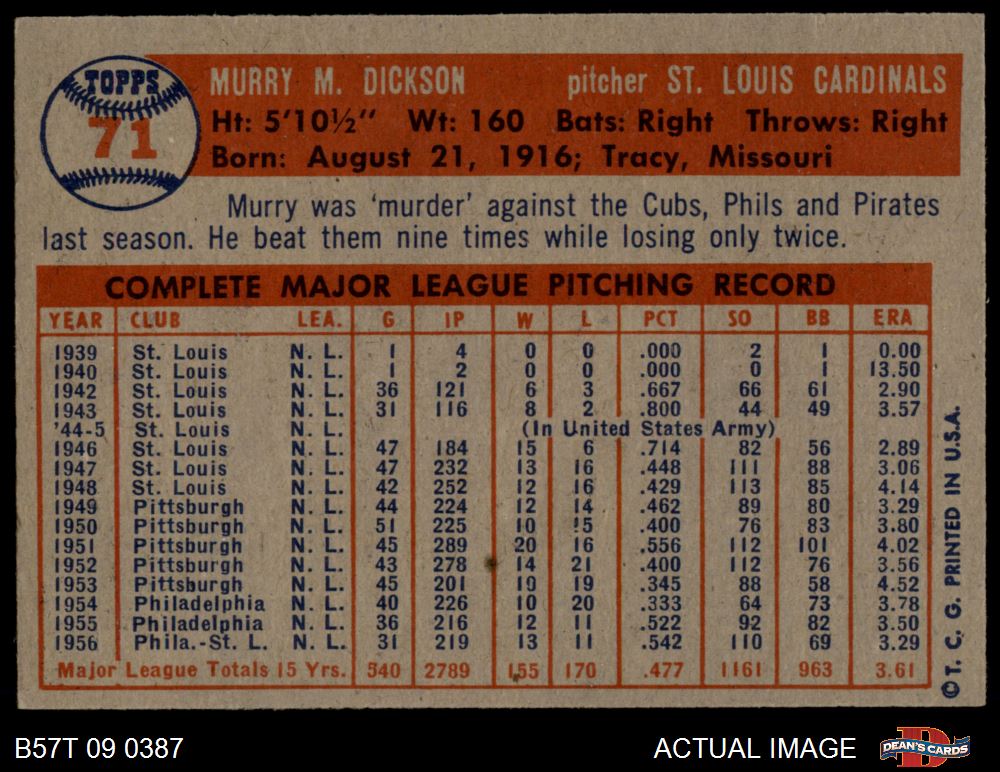 TOPPS
71
MURRY M. DICKSON pitcher ST. LOUIS CARDINALS
Ht: 5'10½" Wt: 160 Bats: Right Throws: Right
Born: August 21, 1916; Tracy, Missouri
Murry was 'murder' against the Cubs, Phils and Pirates
last season. He beat them nine times while losing only twice.
COMPLETE MAJOR LEAGUE PITCHING RECORD
YEAR CLUB LEA. G IP W L PCT SO BB ERA
1939 St. Louis N. L. 1 4 0 0 .000 2 1 0.00
1940 St. Louis N. L. 1 2 0 0 .000 0 1 13.50
1942 St. Louis N. L. 36 121 6 3 .667 66 61 2.90
1943 St. Louis N. L. 31 116 8 2 .800 44 49 3.57
'44-5 St. Louis N. L. (In United States Army)
1946 St. Louis N. L. 47 184 15 6 .714 82 56 2.89
1947 St. Louis N. L. 47 232 13 16 .448 111 88 3.06
1948 St. Louis N. L. 42 252 12 16 .429 113 85 4.14
1949 Pittsburgh N. L. 44 224 12 14 .462 89 80 3.29
1950 Pittsburgh N. L. 51 225 10 15 .400 76 83 3.80
1951 Pittsburgh N. L. 45 289 20 16 .556 112 101 4.02
1952 Pittsburgh N. L. 43 278 14 21 .400 112 76 3.56
1953 Pittsburgh N. L. 45 201 10 19 .345 88 58 4.52
1954 Philadelphia N. L. 40 226 10 20 .333 64 73 3.78
1955 Philadelphia N. L. 36 216 12 11 .522 92 82 3.50
1956 Phila.-St. L. N. L. 31 219 13 11 .542 110 69 3.29
Major League Totals 15 Yrs. 540 2789 155 170 .477 1161 963 3.61
©T. C. G. PRINTED IN U.S.A.
B57T 09 0387
ACTUAL IMAGE
DEAN'S CARDS